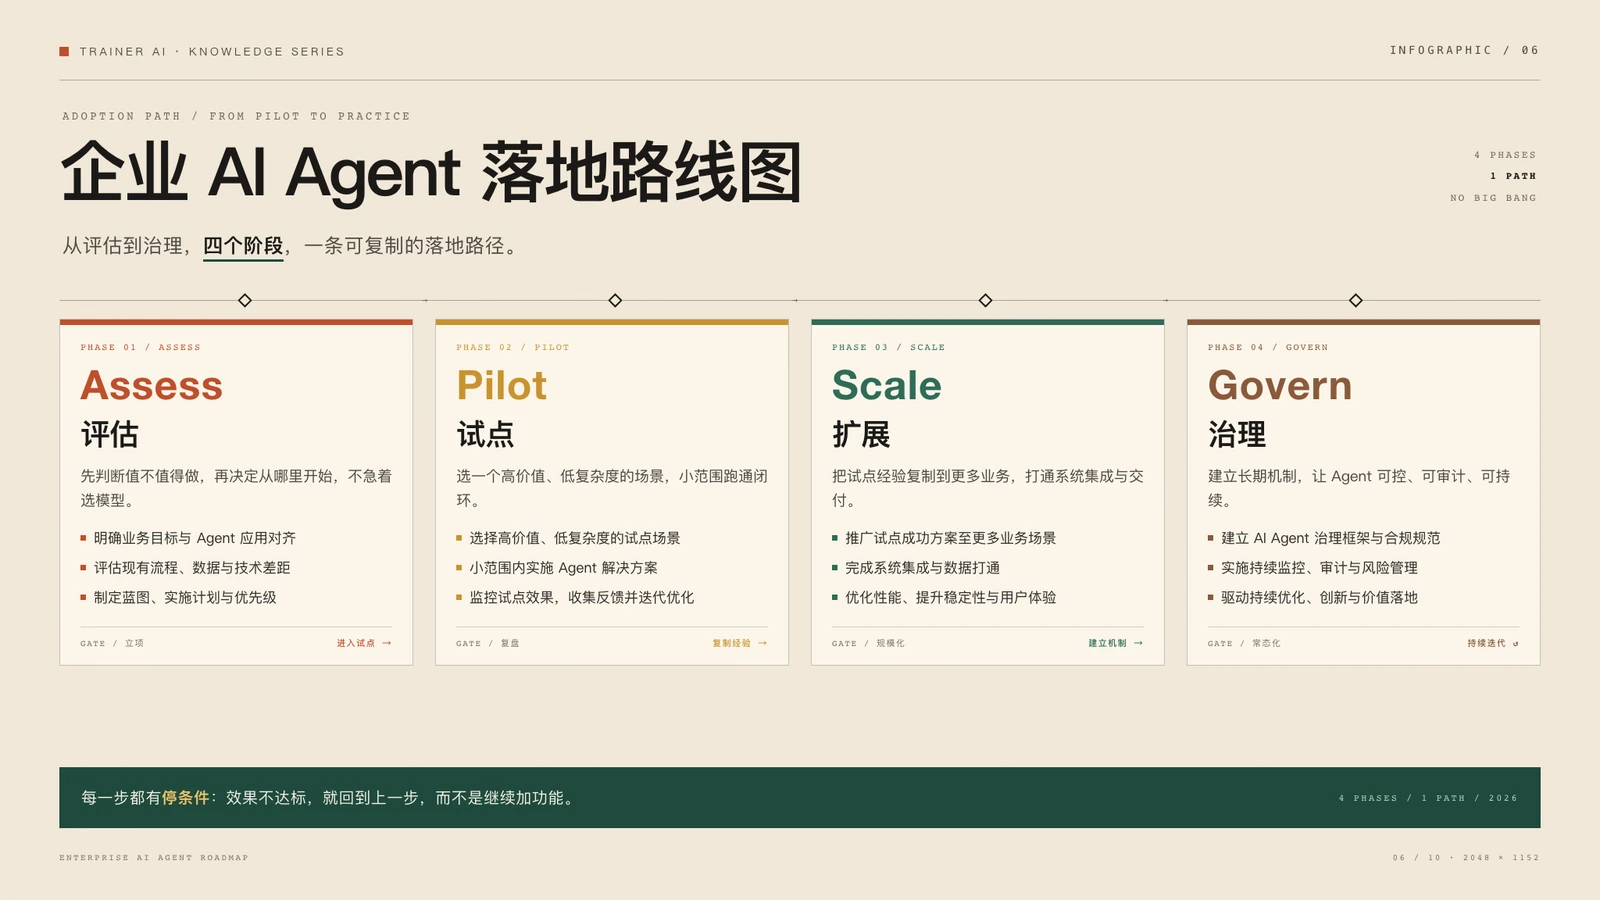 TRAINER AI · KNOWLEDGE SERIES
INFOGRAPHIC / 06
ADOPTION PATH / FROM PILOT TO PRACTICE
企业 AI Agent 落地路线图
4 PHASES
1 PATH
NO BIG BANG
从评估到治理，四个阶段，一条可复制的落地路径。
PHASE 01 / ASSESS
Assess
评估
先判断值不值得做，再决定从哪里开始，不急着
选模型。
明确业务目标与 Agent 应用对齐
评估现有流程、数据与技术差距
制定蓝图、实施计划与优先级
GATE / 立项
进入试点 →
PHASE 02 / PILOT
Pilot
试点
选一个高价值、低复杂度的场景，小范围跑通闭
环。
选择高价值、低复杂度的试点场景
小范围内实施 Agent 解决方案
监控试点效果，收集反馈并迭代优化
GATE / 复盘
复制经验 →
PHASE 03 / SCALE
Scale
扩展
把试点经验复制到更多业务，打通系统集成与交
付。
推广试点成功方案至更多业务场景
完成系统集成与数据打通
优化性能、提升稳定性与用户体验
GATE / 规模化
建立机制 →
PHASE 04 / GOVERN
Govern
治理
建立长期机制，让 Agent 可控、可审计、可持
续。
建立 AI Agent 治理框架与合规规范
实施持续监控、审计与风险管理
驱动持续优化、创新与价值落地
GATE / 常态化
持续迭代 ↺
每一步都有停条件：效果不达标，就回到上一步，而不是继续加功能。
4 PHASES / 1 PATH / 2026
ENTERPRISE AI AGENT ROADMAP
06 / 10 · 2048 × 1152